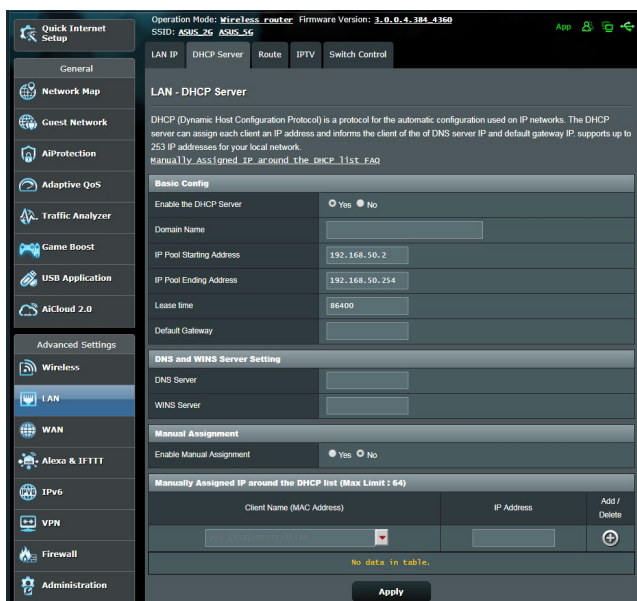 Quick Internet
Setup
General
Network Map
Guest Network
AiProtection
Adaptive QoS
Traffic Analyzer
Game Boost
USB Application
AiCloud 2.0
Advanced Settings
Wireless
LAN
WAN
Alexa & IFTTT
IPv6
VPN
Firewall
Administration
Operation Mode: Wireless router Firmware Version: 3.0.0.4.384_4360
SSID: ASUS_2G ASUS_5G
App
LAN IP DHCP Server Route IPTV Switch Control
LAN - DHCP Server
DHCP (Dynamic Host Configuration Protocol) is a protocol for the automatic configuration used on IP networks. The DHCP
server can assign each client an IP address and informs the client of the of DNS server IP and default gateway IP. supports up to
253 IP addresses for your local network.
Manually Assigned IP around the DHCP list FAQ
Basic Config
Enable the DHCP Server Yes No
Domain Name
IP Pool Starting Address 192.168.50.2
IP Pool Ending Address 192.168.50.254
Lease time 86400
Default Gateway
DNS and WINS Server Setting
DNS Server
WINS Server
Manual Assignment
Enable Manual Assignment Yes No
Manually Assigned IP around the DHCP list (Max Limit : 64)
Client Name (MAC Address) IP Address Add /
Delete
No data in table.
Apply